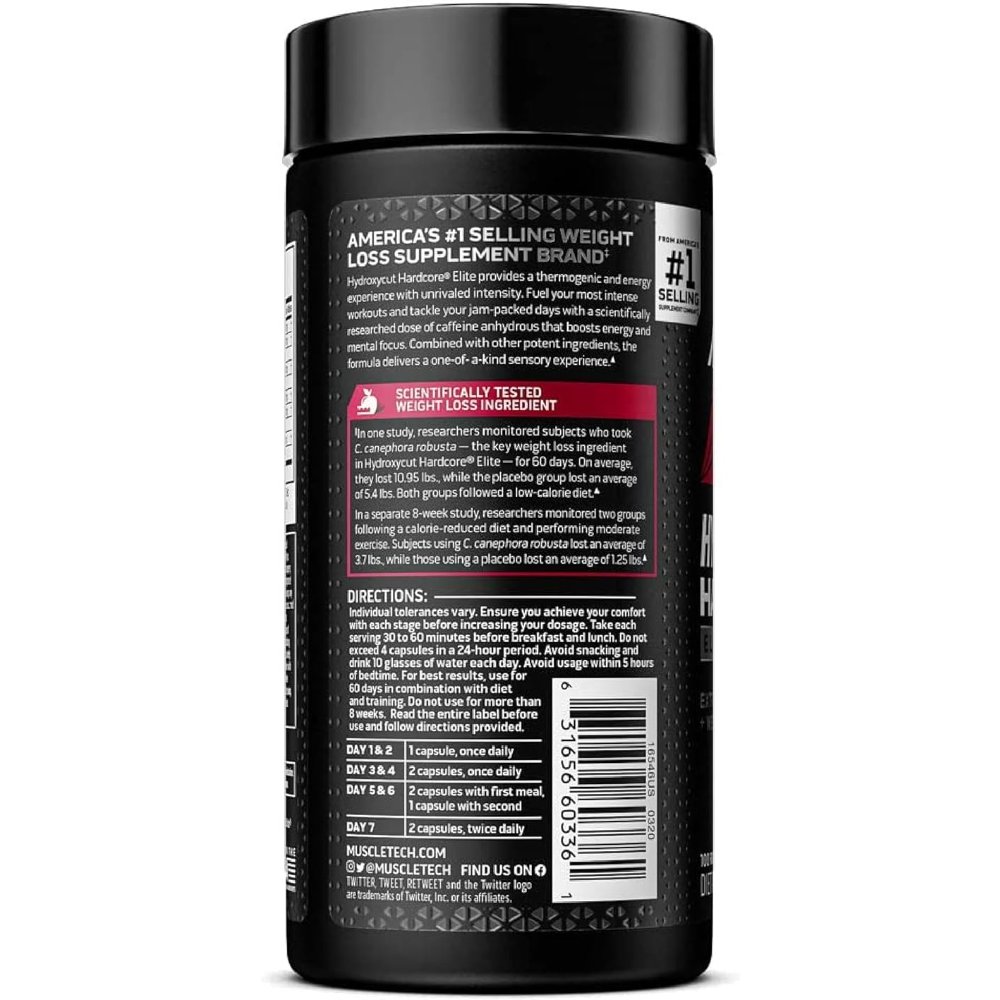 AMERICA'S #1 SELLING WEIGHT
LOSS SUPPLEMENT BRAND‡
Hydroxycut Hardcore® Elite provides a thermogenic and energy
experience with unrivaled intensity. Fuel your most intense
workouts and tackle your jam-packed days with a scientifically
researched dose of caffeine anhydrous that boosts energy and
mental focus. Combined with other potent ingredients, the
formula delivers a one-of- a-kind sensory experience.▲
SCIENTIFICALLY TESTED
WEIGHT LOSS INGREDIENT
In one study, researchers monitored subjects who took
C. canephora robusta — the key weight loss ingredient
in Hydroxycut Hardcore® Elite — for 60 days. On average,
they lost 10.95 lbs., while the placebo group lost an average
of 5.4 lbs. Both groups followed a low-calorie diet.▲
In a separate 8-week study, researchers monitored two groups
following a calorie-reduced diet and performing moderate
exercise. Subjects using C. canephora robusta lost an average of
3.7 lbs., while those using a placebo lost an average of 1.25 lbs.▲
DIRECTIONS:
Individual tolerances vary. Ensure you achieve your comfort
with each stage before increasing your dosage. Take each
serving 30 to 60 minutes before breakfast and lunch. Do not
exceed 4 capsules in a 24-hour period. Avoid snacking and
drink 10 glasses of water each day. Avoid usage within 5 hours
of bedtime. For best results, use for
60 days in combination with diet
and training. Do not use for more than
8 weeks. Read the entire label before
use and follow directions provided.
DAY 1 & 2 1 capsule, once daily
DAY 3 & 4 2 capsules, once daily
DAY 5 & 6 2 capsules with first meal,
1 capsule with second
DAY 7 2 capsules, twice daily
MUSCLETECH.COM
@MUSCLETECH FIND US ON
TWITTER, TWEET, RETWEET and the Twitter logo
are trademarks of Twitter, Inc. or its affiliates.
6 31656 60336 1
16546US 0320
FROM AMERICA'S
#1
SELLING
SUPPLEMENT COMPANY